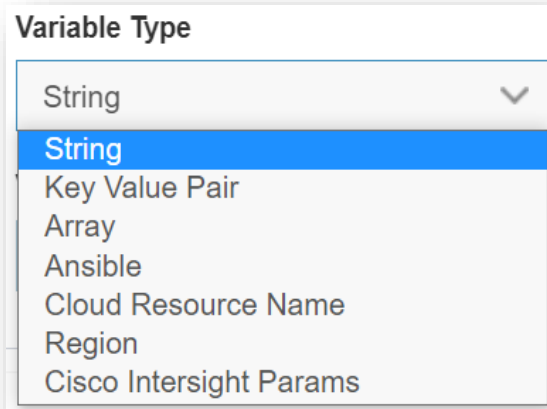 Variable Type
String
String
Key Value Pair
Array
Ansible
Cloud Resource Name
Region
Cisco Intersight Params